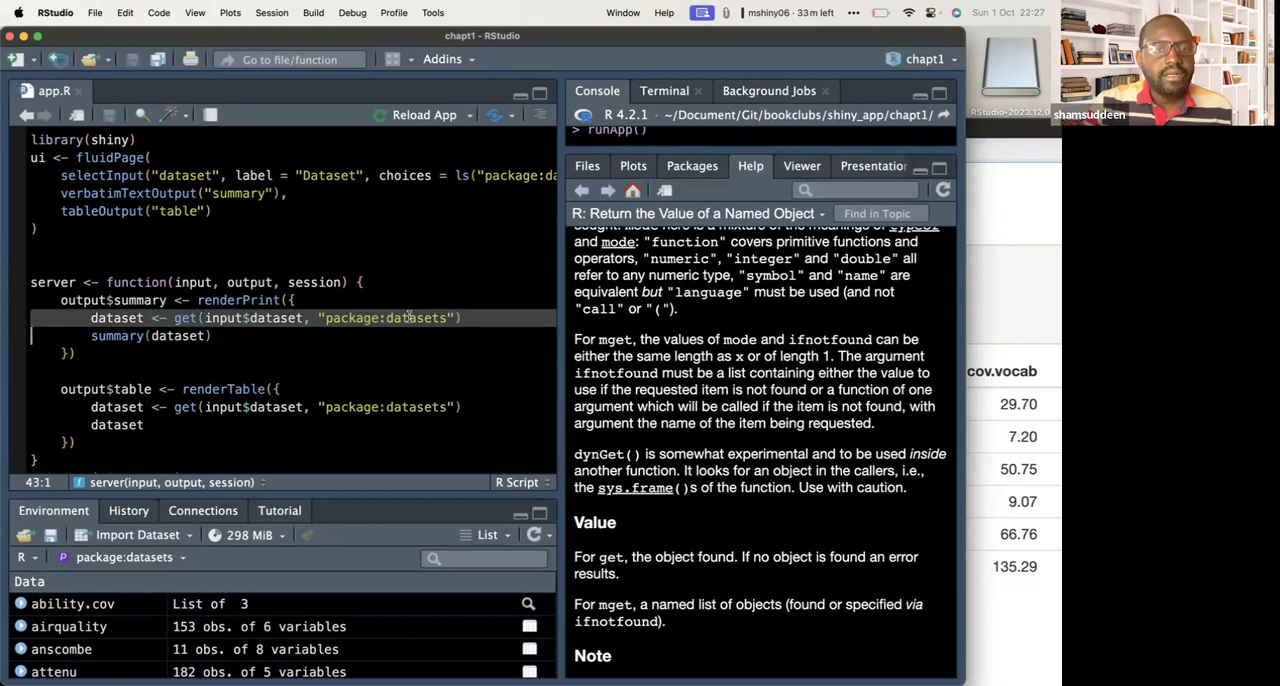 RStudio File Edit Code View Plots Session Build Debug Profile Tools Window Help mshiny06 · 33 m left ••• Sun 1 Oct 22:27
chapt1 - RStudio
Go to file/function Addins chapt1
app.R
Reload App
library(shiny)
ui <- fluidPage(
selectInput("dataset", label = "Dataset", choices = ls("package:da
verbatimTextOutput("summary"),
tableOutput("table")
)
server <- function(input, output, session) {
output$summary <- renderPrint({
dataset <- get(input$dataset, "package:datasets")
summary(dataset)
})
output$table <- renderTable({
dataset <- get(input$dataset, "package:datasets")
dataset
})
}
43:1 server(input, output, session) R Script
Environment History Connections Tutorial
Import Dataset 298 MiB List
R package:datasets
Data
ability.cov List of 3
airquality 153 obs. of 6 variables
anscombe 11 obs. of 8 variables
attenu 182 obs. of 5 variables
Console Terminal Background Jobs
R 4.2.1 · ~/Document/Git/bookclubs/shiny_app/chapt1/
> runApp()
Files Plots Packages Help Viewer Presentation
R: Return the Value of a Named Object Find in Topic
sought. mode here is a mixture of the meanings of typeof
and mode: "function" covers primitive functions and
operators, "numeric", "integer" and "double" all
refer to any numeric type, "symbol" and "name" are
equivalent but "language" must be used (and not
"call" or "(").
For mget, the values of mode and ifnotfound can be
either the same length as x or of length 1. The argument
ifnotfound must be a list containing either the value to
use if the requested item is not found or a function of one
argument which will be called if the item is not found, with
argument the name of the item being requested.
dynGet() is somewhat experimental and to be used inside
another function. It looks for an object in the callers, i.e.,
the sys.frame()s of the function. Use with caution.
Value
For get, the object found. If no object is found an error
results.
For mget, a named list of objects (found or specified via
ifnotfound).
Note
RStudio-2023.12.0
shamsuddeen
cov.vocab
29.70
7.20
50.75
9.07
66.76
135.29